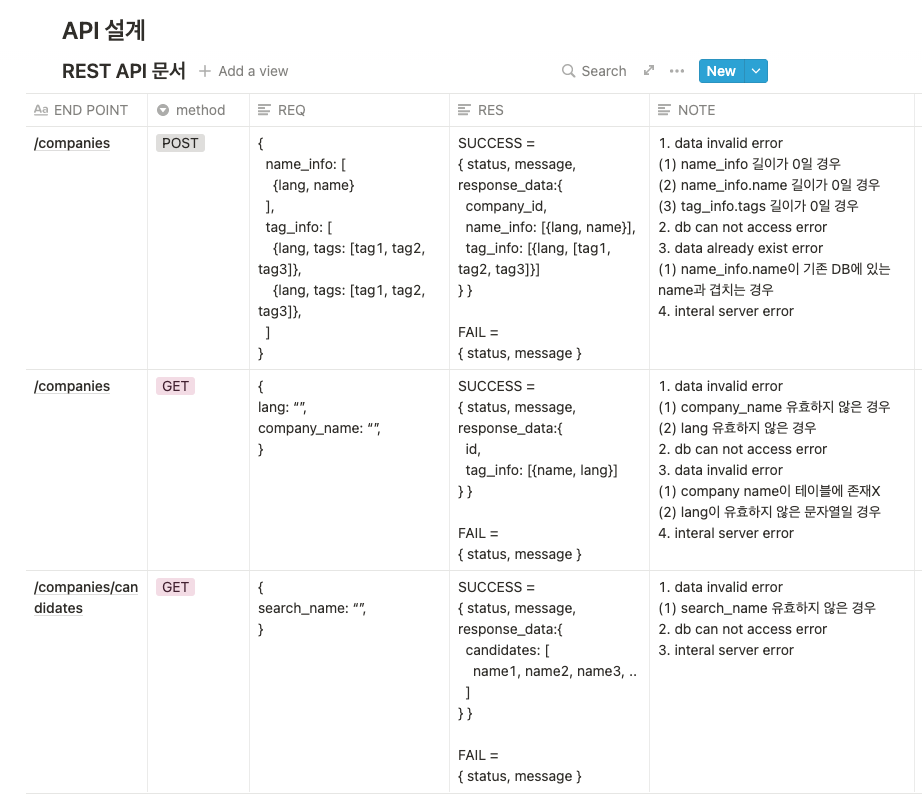 API 설계
REST API 문서
Add a view
Search
New
Aa END POINT
method
REQ
RES
NOTE
/companies
POST
{
name_info: [
{lang, name}
],
tag_info: [
{lang, tags: [tag1, tag2,
tag3]},
{lang, tags: [tag1, tag2,
tag3]},
]
}
SUCCESS =
{ status, message,
response_data:{
company_id,
name_info: [{lang, name}],
tag_info: [{lang, [tag1,
tag2, tag3]}]
} }
FAIL =
{ status, message }
1. data invalid error
(1) name_info 길이가 0일 경우
(2) name_info.name 길이가 0일 경우
(3) tag_info.tags 길이가 0일 경우
2. db can not access error
3. data already exist error
(1) name_info.name이 기존 DB에 있는
name과 겹치는 경우
4. interal server error
/companies
GET
{
lang: “”,
company_name: “”,
}
SUCCESS =
{ status, message,
response_data:{
id,
tag_info: [{name, lang}]
} }
FAIL =
{ status, message }
1. data invalid error
(1) company_name 유효하지 않은 경우
(2) lang 유효하지 않은 경우
2. db can not access error
3. data invalid error
(1) company name이 테이블에 존재X
(2) lang이 유효하지 않은 문자열일 경우
4. interal server error
/companies/can
didates
GET
{
search_name: “”,
}
SUCCESS =
{ status, message,
response_data:{
candidates: [
name1, name2, name3, ..
]
} }
FAIL =
{ status, message }
1. data invalid error
(1) search_name 유효하지 않은 경우
2. db can not access error
3. interal server error